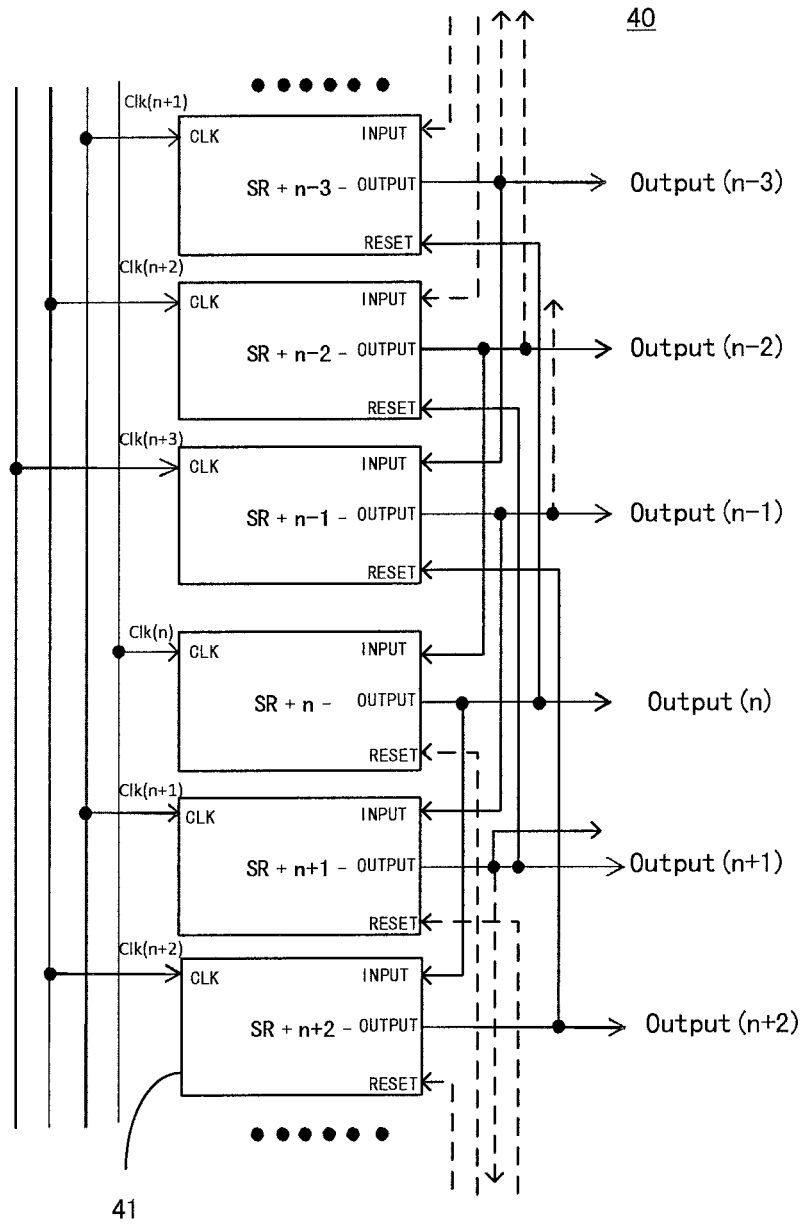 40
Clk(n+1)
CLK
INPUT
SR + n-3 - OUTPUT
Output (n-3)
RESET
Clk(n+2)
CLK
INPUT
SR + n-2 - OUTPUT
Output (n-2)
RESET
Clk(n+3)
CLK
INPUT
SR + n-1 - OUTPUT
Output (n-1)
RESET
Clk(n)
CLK
INPUT
SR + n - OUTPUT
Output (n)
RESET
Clk(n+1)
CLK
INPUT
SR + n+1 - OUTPUT
Output (n+1)
RESET
Clk(n+2)
CLK
INPUT
SR + n+2 - OUTPUT
Output (n+2)
RESET
41